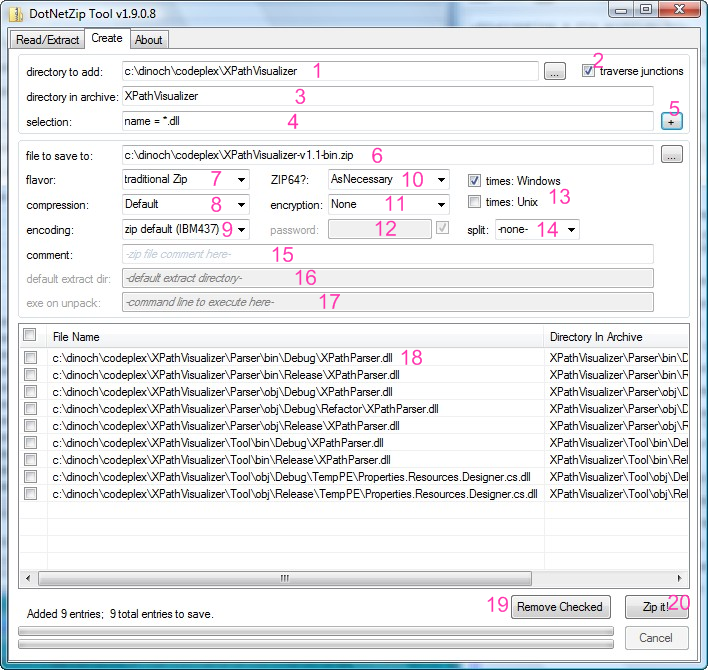 DotNetZip Tool v1.9.0.8
Read/Extract Create About
directory to add: c:\dinoch\codeplex\XPathVisualizer 1 ... 2 traverse junctions
directory in archive: XPathVisualizer 3
selection: name = *.dll 4 5 +
file to save to: c:\dinoch\codeplex\XPathVisualizer-v1.1-bin.zip 6 ...
flavor: traditional Zip 7 ZIP64?: AsNecessary 10 times: Windows
compression: Default 8 encryption: None 11 times: Unix 13
encoding: zip default (IBM437) 9 password: 12 split: -none- 14
comment: -zip file comment here- 15
default extract dir: -default extract directory- 16
exe on unpack: -command line to execute here- 17
File Name Directory In Archive
c:\dinoch\codeplex\XPathVisualizer\Parser\bin\Debug\XPathParser.dll 18 XPathVisualizer\Parser\bin\D
c:\dinoch\codeplex\XPathVisualizer\Parser\bin\Release\XPathParser.dll XPathVisualizer\Parser\bin\R
c:\dinoch\codeplex\XPathVisualizer\Parser\obj\Debug\XPathParser.dll XPathVisualizer\Parser\obj\D
c:\dinoch\codeplex\XPathVisualizer\Parser\obj\Debug\Refactor\XPathParser.dll XPathVisualizer\Parser\obj\D
c:\dinoch\codeplex\XPathVisualizer\Parser\obj\Release\XPathParser.dll XPathVisualizer\Parser\obj\R
c:\dinoch\codeplex\XPathVisualizer\Tool\bin\Debug\XPathParser.dll XPathVisualizer\Tool\bin\Deb
c:\dinoch\codeplex\XPathVisualizer\Tool\bin\Release\XPathParser.dll XPathVisualizer\Tool\bin\Rel
c:\dinoch\codeplex\XPathVisualizer\Tool\obj\Debug\TempPE\Properties.Resources.Designer.cs.dll XPathVisualizer\Tool\obj\Deb
c:\dinoch\codeplex\XPathVisualizer\Tool\obj\Release\TempPE\Properties.Resources.Designer.cs.dll XPathVisualizer\Tool\obj\Rel
Added 9 entries; 9 total entries to save. 19 Remove Checked Zip it! 20
Cancel